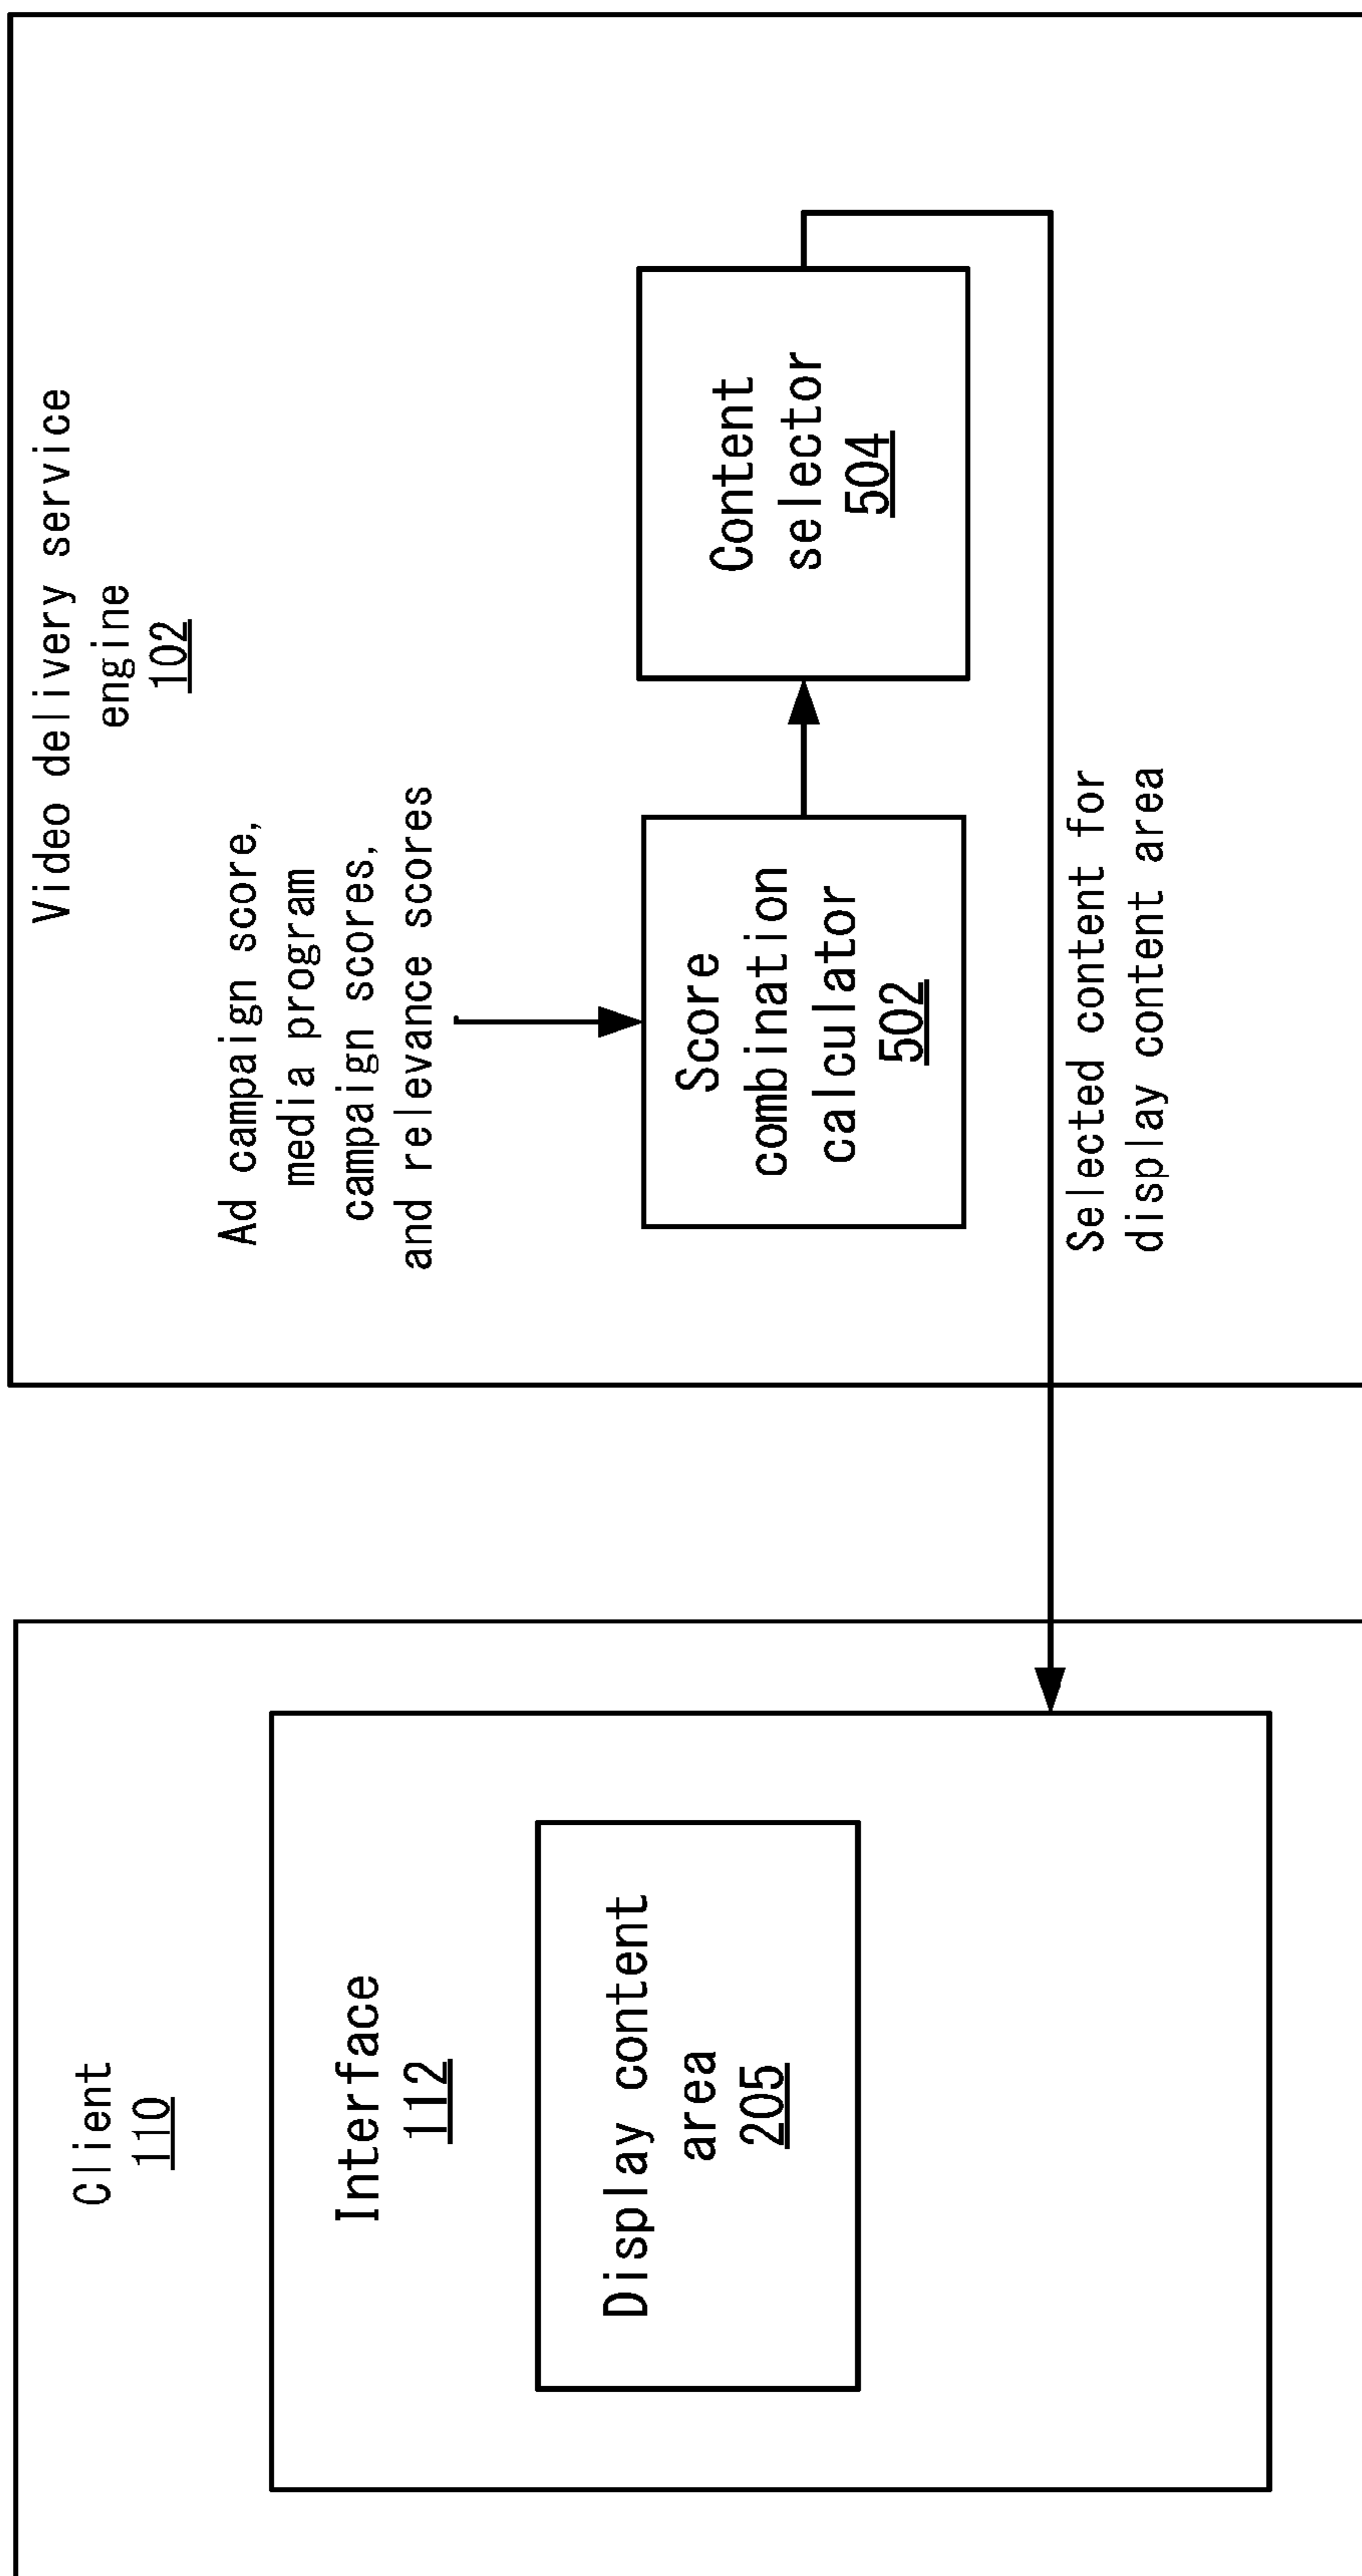 Client
110
Interface
112
Display content
area
205
Video delivery service
engine
102
Ad campaign score,
media program
campaign scores,
and relevance scores
Score
combination
calculator
502
Content
selector
504
Selected content for
display content area